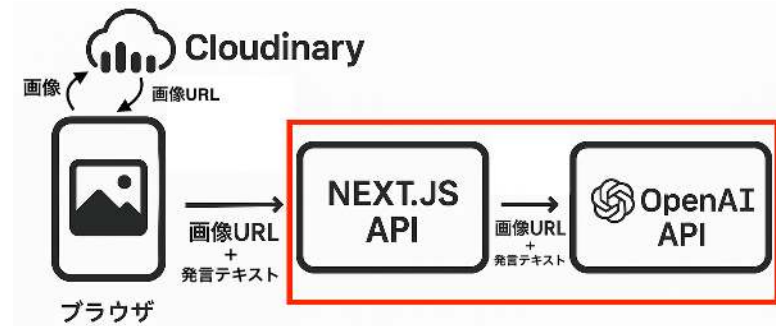 Cloudinary
画像
画像URL
NEXT.JS
API
OpenAI
API
画像URL
+
発言テキスト
画像URL
+
発言テキスト
ブラウザ